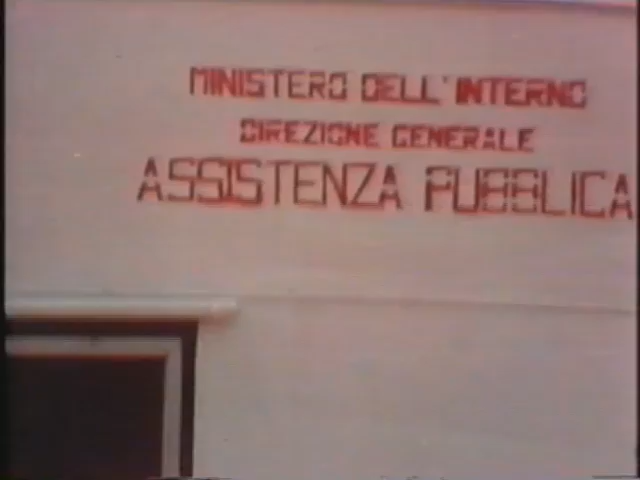 MINISTERO DELL'INTERNO
DIREZIONE GENERALE
ASSISTENZA PUBBLICA